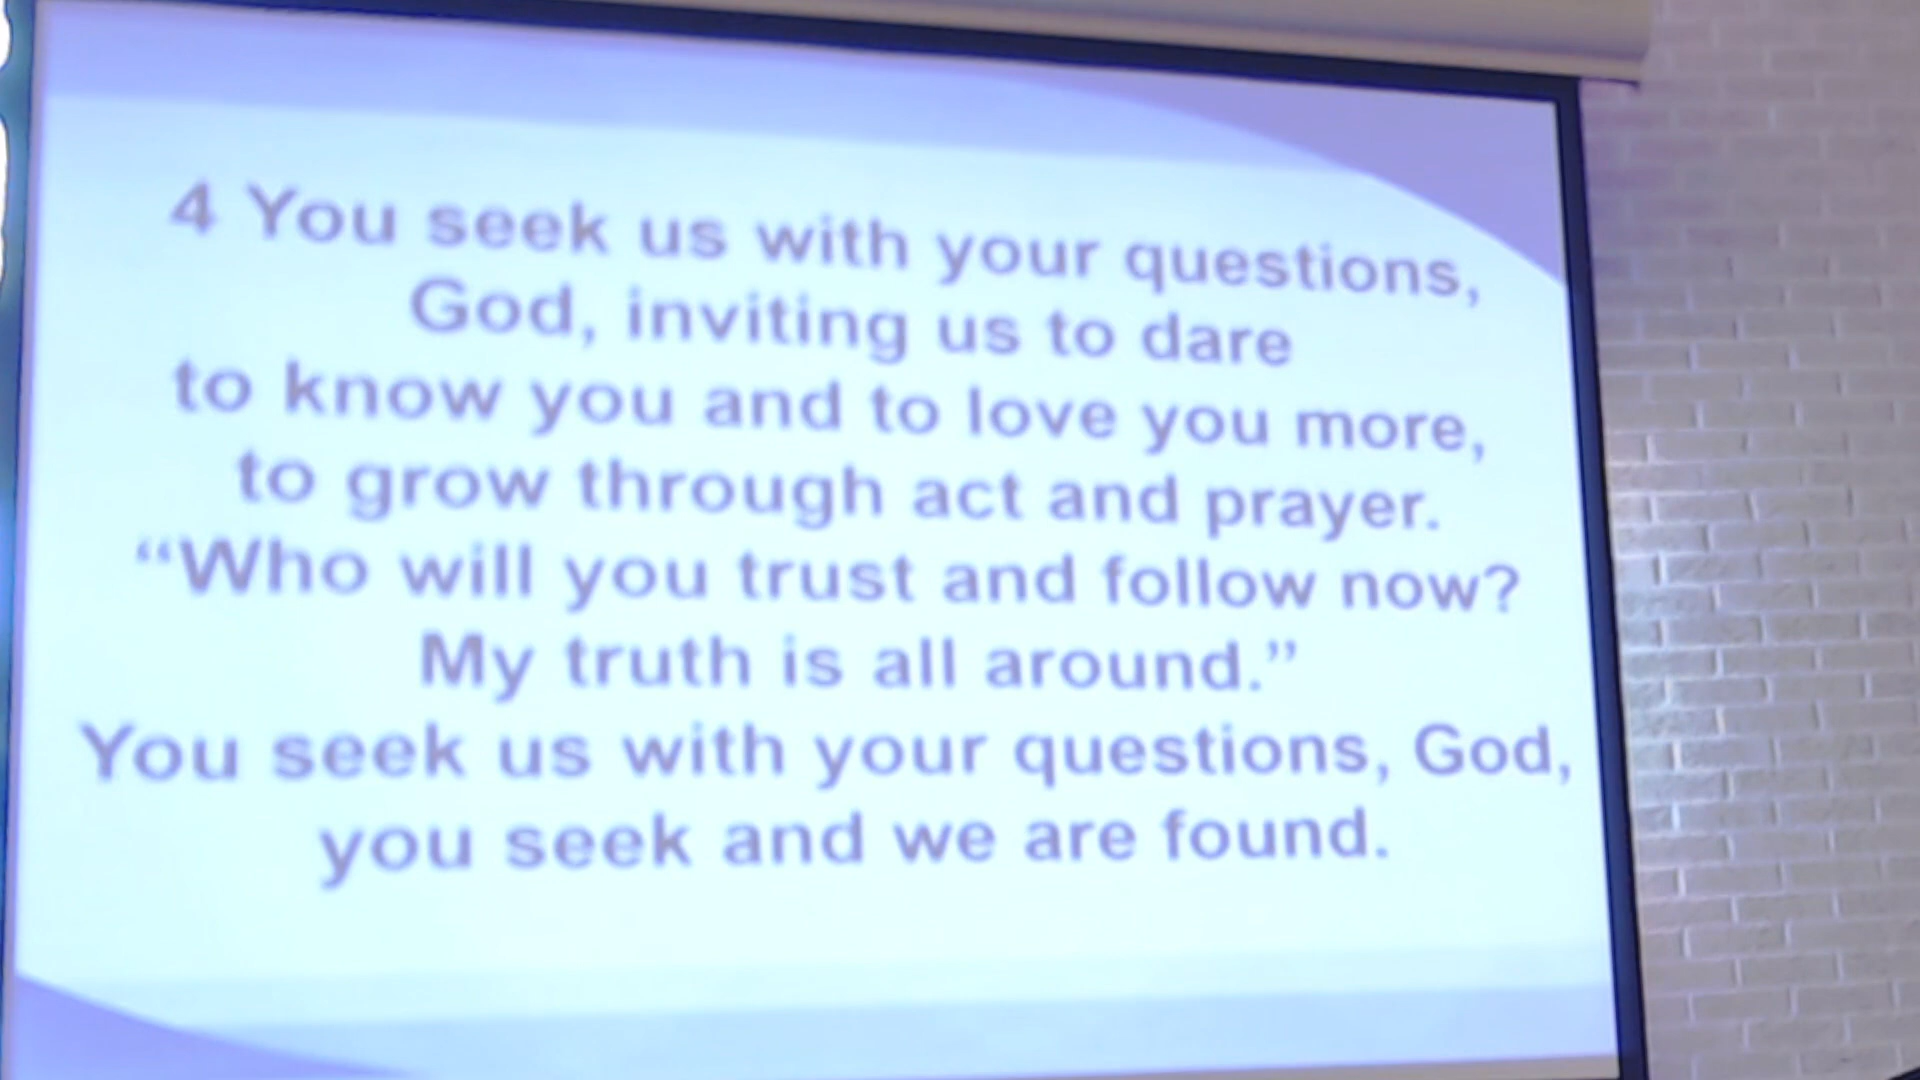 4 You seek us with your questions,
God, inviting us to dare
to know you and to love you more,
to grow through act and prayer.
“Who will you trust and follow now?
My truth is all around.”
You seek us with your questions, God,
you seek and we are found.